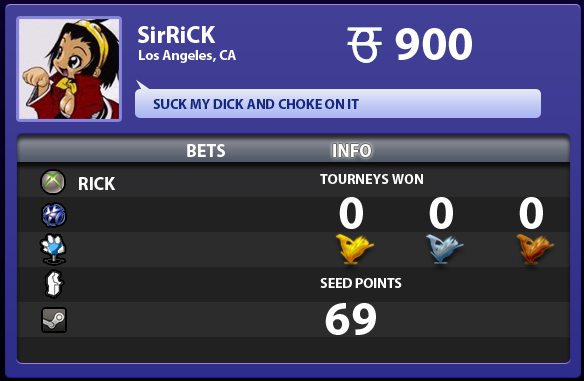 SirRiCK
900
Los Angeles, CA
SUCK MY DICK AND CHOKE ON IT
BETS INFO
RICK
TOURNEYS WON
0 0 0
SEED POINTS
69